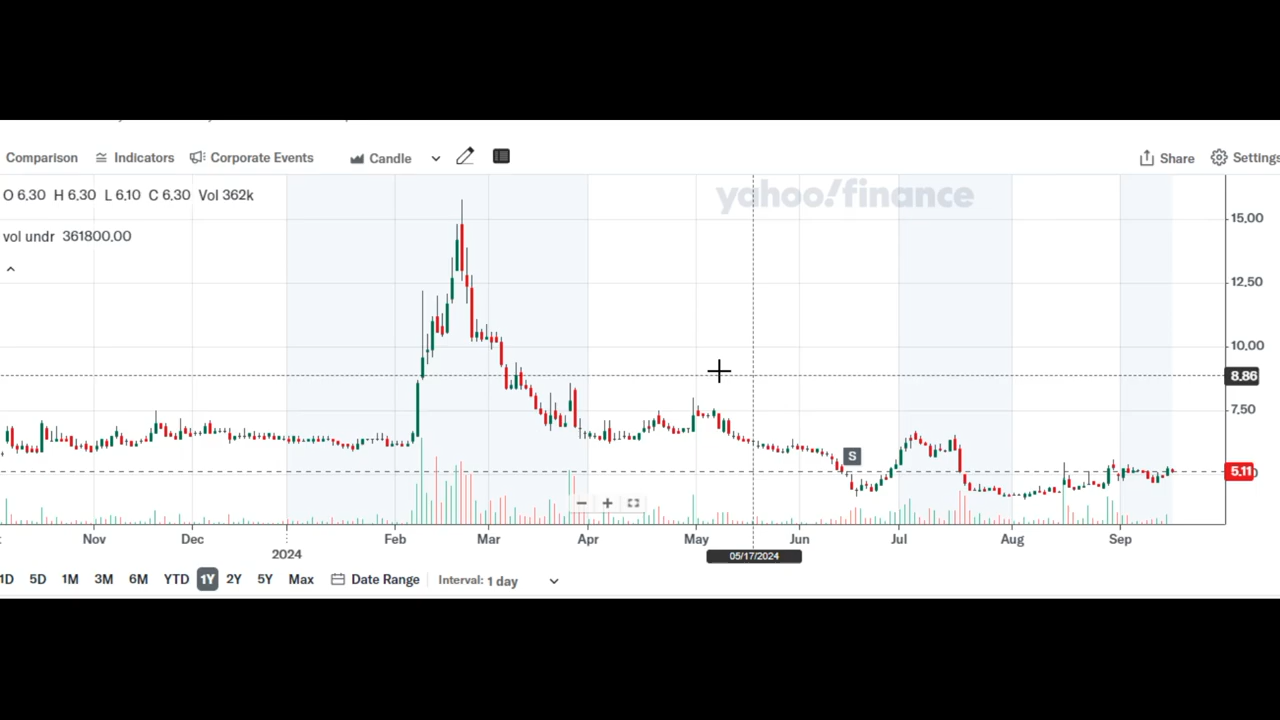 Comparison Indicators Corporate Events Candle Share Settings
O 6,30 H 6,30 L 6,10 C 6,30 Vol 362k
yahoo!finance
vol undr 361800,00
15,00
12,50
10,00
8.86
7,50
S
5.11
Nov Dec Feb Mar Apr May Jun Jul Aug Sep
2024
05/17/2024
1D 5D 1M 3M 6M YTD 1Y 2Y 5Y Max Date Range Interval: 1 day